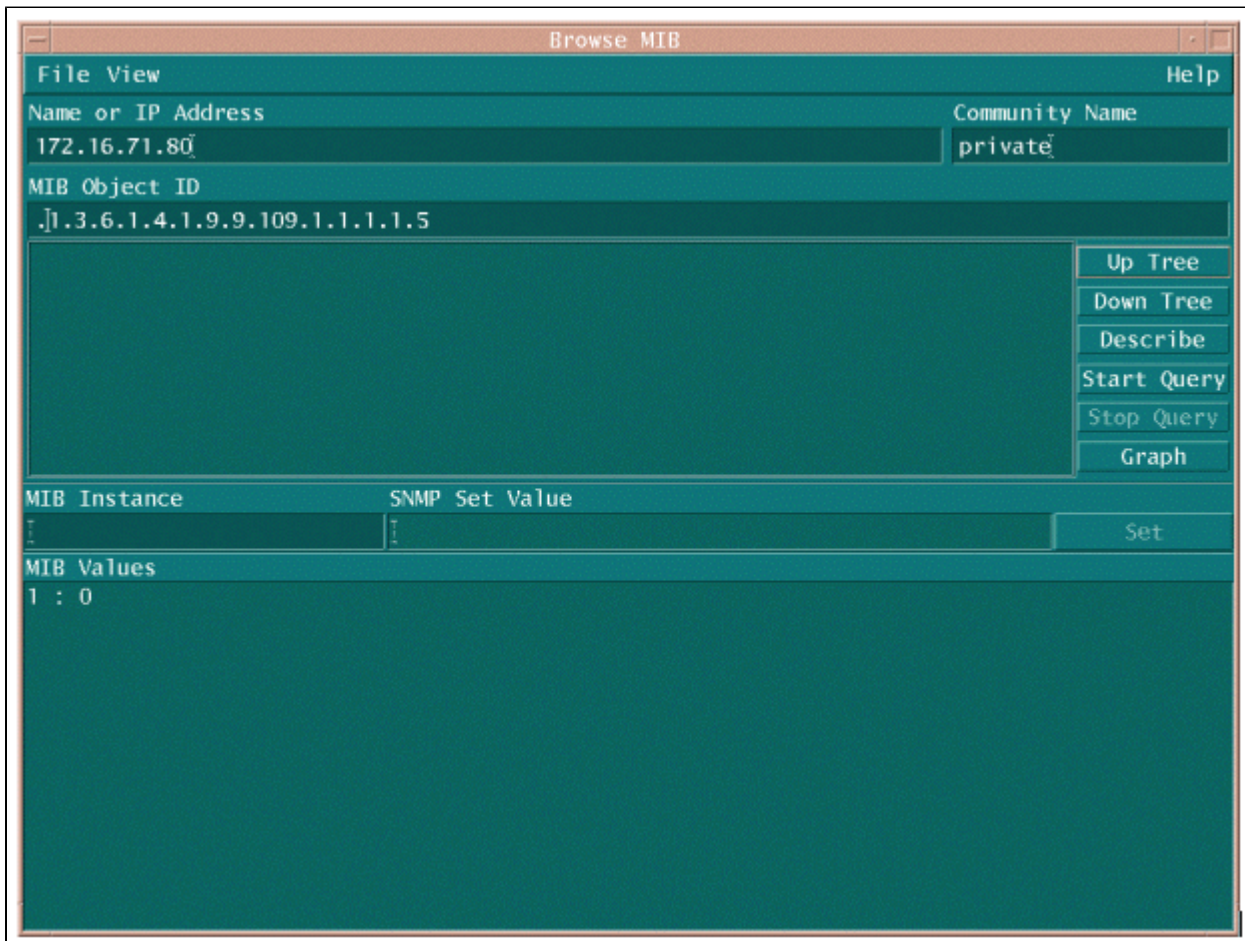 Browse MIB
File View Help
Name or IP Address Community Name
172.16.71.80 private
MIB Object ID
.1.3.6.1.4.1.9.9.109.1.1.1.1.5
Up Tree
Down Tree
Describe
Start Query
Stop Query
Graph
MIB Instance SNMP Set Value
Set
MIB Values
1 : 0